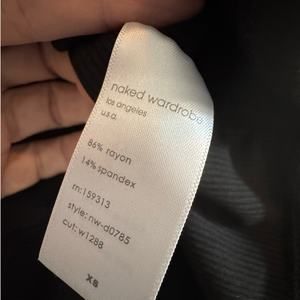 naked wardrobe
los angeles
u.s.a.
86% rayon
14% spandex
rn:159313
style: nw-d0785
cut: w1288
xs